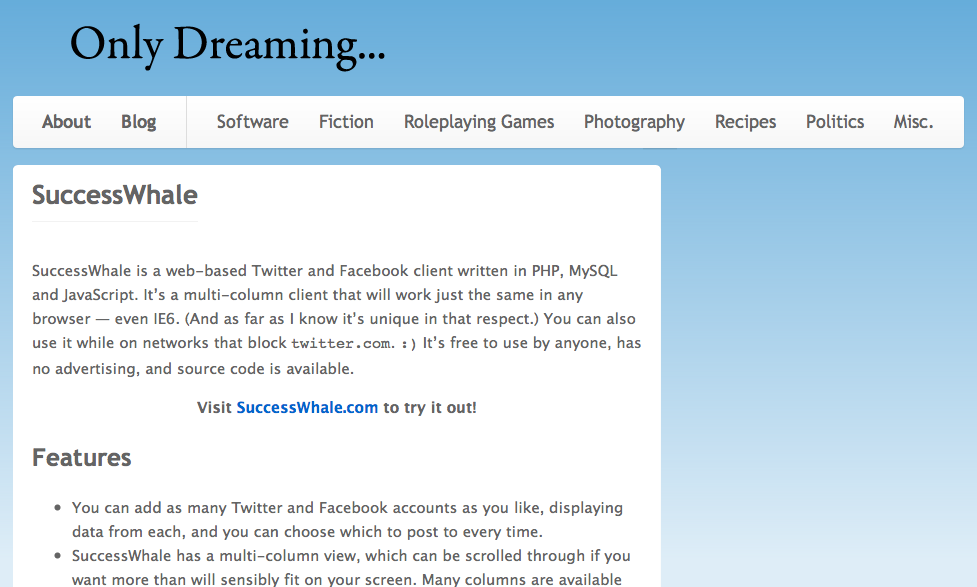 Only Dreaming...
About Blog Software Fiction Roleplaying Games Photography Recipes Politics Misc.
SuccessWhale
SuccessWhale is a web-based Twitter and Facebook client written in PHP, MySQL
and JavaScript. It's a multi-column client that will work just the same in any
browser — even IE6. (And as far as I know it's unique in that respect.) You can also
use it while on networks that block twitter.com. :) It's free to use by anyone, has
no advertising, and source code is available.
Visit SuccessWhale.com to try it out!
Features
• You can add as many Twitter and Facebook accounts as you like, displaying
data from each, and you can choose which to post to every time.
• SuccessWhale has a multi-column view, which can be scrolled through if you
want more than will sensibly fit on your screen. Many columns are available